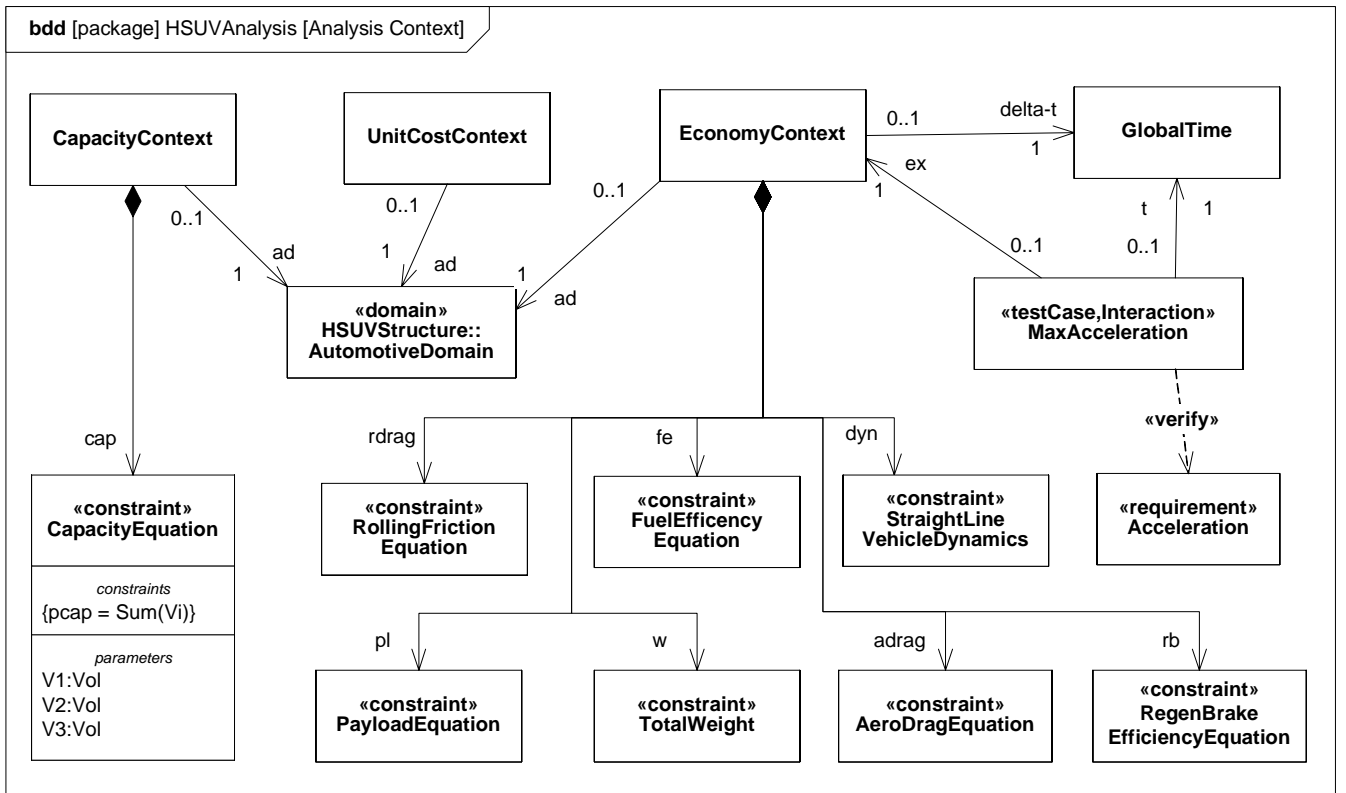 bdd [package] HSUVAnalysis [Analysis Context]
CapacityContext
UnitCostContext
EconomyContext
GlobalTime
0..1
delta-t
1
ex
1
0..1
0..1
0..1
t
1
0..1
0..1
ad
1
1
ad
1
ad
«domain»
HSUVStructure::
AutomotiveDomain
«testCase,Interaction»
MaxAcceleration
«verify»
cap
rdrag
fe
dyn
«constraint»
CapacityEquation
constraints
{pcap = Sum(Vi)}
parameters
V1:Vol
V2:Vol
V3:Vol
«constraint»
RollingFriction
Equation
«constraint»
FuelEfficency
Equation
«constraint»
StraightLine
VehicleDynamics
«requirement»
Acceleration
pl
w
adrag
rb
«constraint»
PayloadEquation
«constraint»
TotalWeight
«constraint»
AeroDragEquation
«constraint»
RegenBrake
EfficiencyEquation